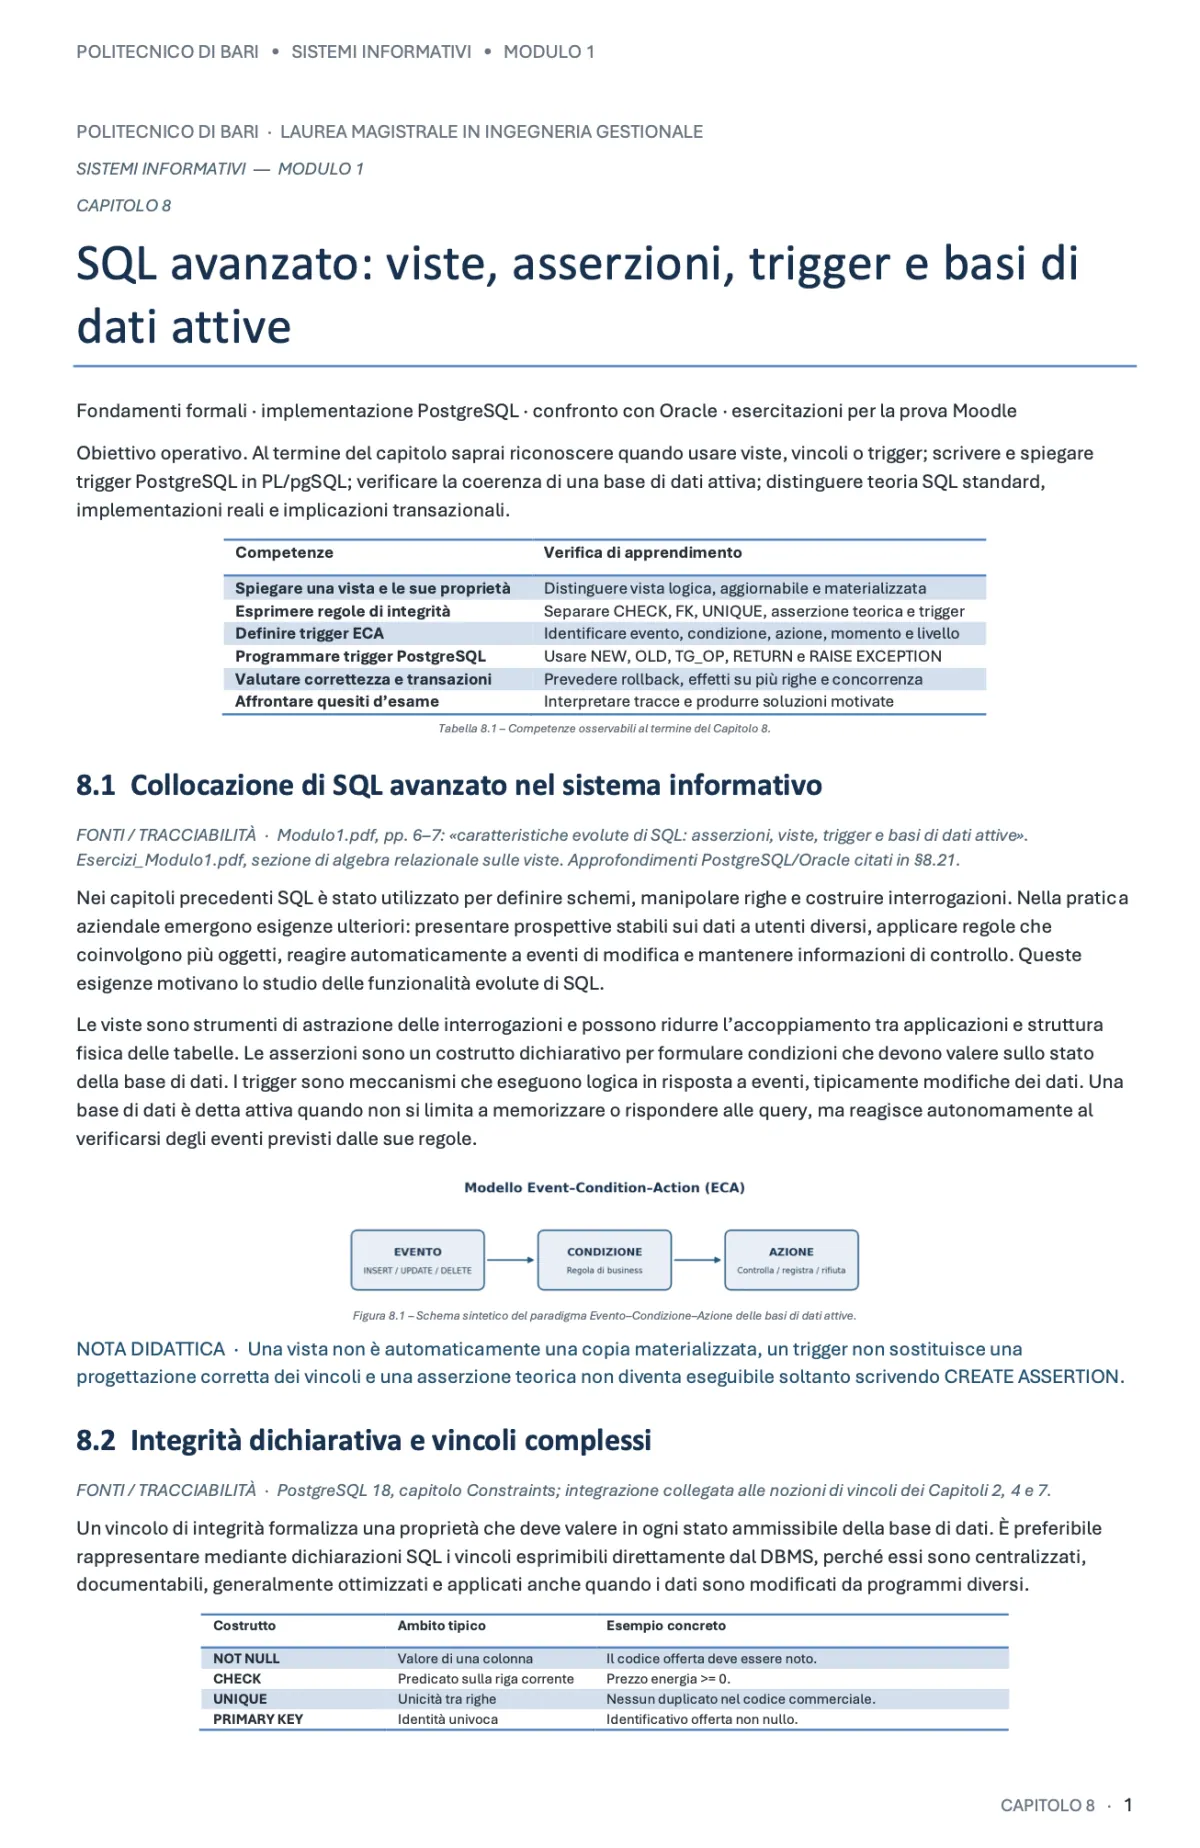 POLITECNICO DI BARI • SISTEMI INFORMATIVI • MODULO 1
POLITECNICO DI BARI · LAUREA MAGISTRALE IN INGEGNERIA GESTIONALE
SISTEMI INFORMATIVI — MODULO 1
CAPITOLO 8
SQL avanzato: viste, asserzioni, trigger e basi di
dati attive
Fondamenti formali · implementazione PostgreSQL · confronto con Oracle · esercitazioni per la prova Moodle
Obiettivo operativo. Al termine del capitolo saprai riconoscere quando usare viste, vincoli o trigger; scrivere e spiegare
trigger PostgreSQL in PL/pgSQL; verificare la coerenza di una base di dati attiva; distinguere teoria SQL standard,
implementazioni reali e implicazioni transazionali.
Competenze Verifica di apprendimento
Spiegare una vista e le sue proprietà Distinguere vista logica, aggiornabile e materializzata
Esprimere regole di integrità Separare CHECK, FK, UNIQUE, asserzione teorica e trigger
Definire trigger ECA Identificare evento, condizione, azione, momento e livello
Programmare trigger PostgreSQL Usare NEW, OLD, TG_OP, RETURN e RAISE EXCEPTION
Valutare correttezza e transazioni Prevedere rollback, effetti su più righe e concorrenza
Affrontare quesiti d’esame Interpretare tracce e produrre soluzioni motivate
Tabella 8.1 – Competenze osservabili al termine del Capitolo 8.
8.1 Collocazione di SQL avanzato nel sistema informativo
FONTI / TRACCIABILITÀ · Modulo1.pdf, pp. 6–7: «caratteristiche evolute di SQL: asserzioni, viste, trigger e basi di dati attive».
Esercizi_Modulo1.pdf, sezione di algebra relazionale sulle viste. Approfondimenti PostgreSQL/Oracle citati in §8.21.
Nei capitoli precedenti SQL è stato utilizzato per definire schemi, manipolare righe e costruire interrogazioni. Nella pratica
aziendale emergono esigenze ulteriori: presentare prospettive stabili sui dati a utenti diversi, applicare regole che
coinvolgono più oggetti, reagire automaticamente a eventi di modifica e mantenere informazioni di controllo. Queste
esigenze motivano lo studio delle funzionalità evolute di SQL.
Le viste sono strumenti di astrazione delle interrogazioni e possono ridurre l’accoppiamento tra applicazioni e struttura
fisica delle tabelle. Le asserzioni sono un costrutto dichiarativo per formulare condizioni che devono valere sullo stato
della base di dati. I trigger sono meccanismi che eseguono logica in risposta a eventi, tipicamente modifiche dei dati. Una
base di dati è detta attiva quando non si limita a memorizzare o rispondere alle query, ma reagisce autonomamente al
verificarsi degli eventi previsti dalle sue regole.
Modello Event-Condition-Action (ECA)
EVENTO CONDIZIONE AZIONE
INSERT / UPDATE / DELETE Regola di business Controlla / registra / rifiuta
Figura 8.1 – Schema sintetico del paradigma Evento–Condizione–Azione delle basi di dati attive.
NOTA DIDATTICA · Una vista non è automaticamente una copia materializzata, un trigger non sostituisce una
progettazione corretta dei vincoli e una asserzione teorica non diventa eseguibile soltanto scrivendo CREATE ASSERTION.
8.2 Integrità dichiarativa e vincoli complessi
FONTI / TRACCIABILITÀ · PostgreSQL 18, capitolo Constraints; integrazione collegata alle nozioni di vincoli dei Capitoli 2, 4 e 7.
Un vincolo di integrità formalizza una proprietà che deve valere in ogni stato ammissibile della base di dati. È preferibile
rappresentare mediante dichiarazioni SQL i vincoli esprimibili direttamente dal DBMS, perché essi sono centralizzati,
documentabili, generalmente ottimizzati e applicati anche quando i dati sono modificati da programmi diversi.
Costrutto Ambito tipico Esempio concreto
NOT NULL Valore di una colonna Il codice offerta deve essere noto.
CHECK Predicato sulla riga corrente Prezzo energia >= 0.
UNIQUE Unicità tra righe Nessun duplicato nel codice commerciale.
PRIMARY KEY Identità univoca Identificativo offerta non nullo.
CAPITOLO 8 · 1